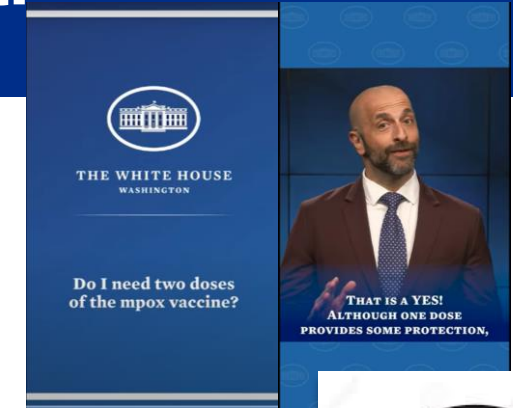 THE WHITE HOUSE
WASHINGTON
Do I need two doses
of the mpox vaccine?
THAT IS A YES!
ALTHOUGH ONE DOSE
PROVIDES SOME PROTECTION,